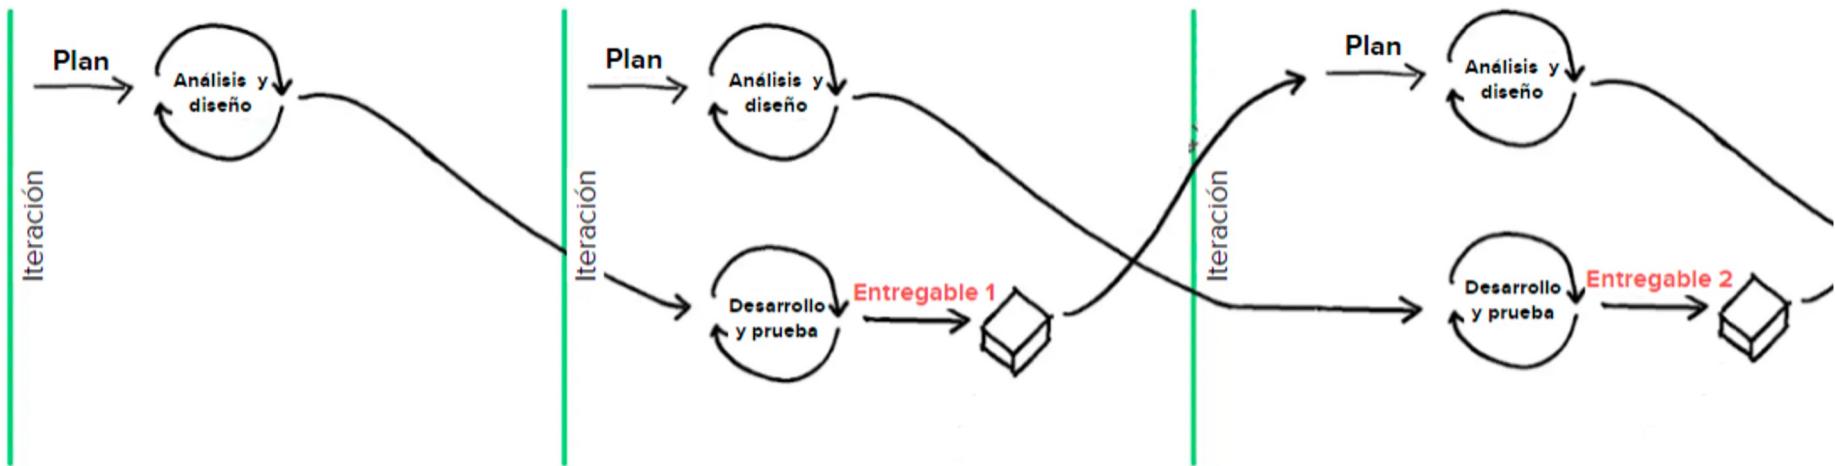 Plan
Análisis y
diseño
Iteración
Plan
Análisis y
diseño
Iteración
Desarrollo
y prueba
Entregable 1
Plan
Análisis y
diseño
Iteración
Desarrollo
y prueba
Entregable 2